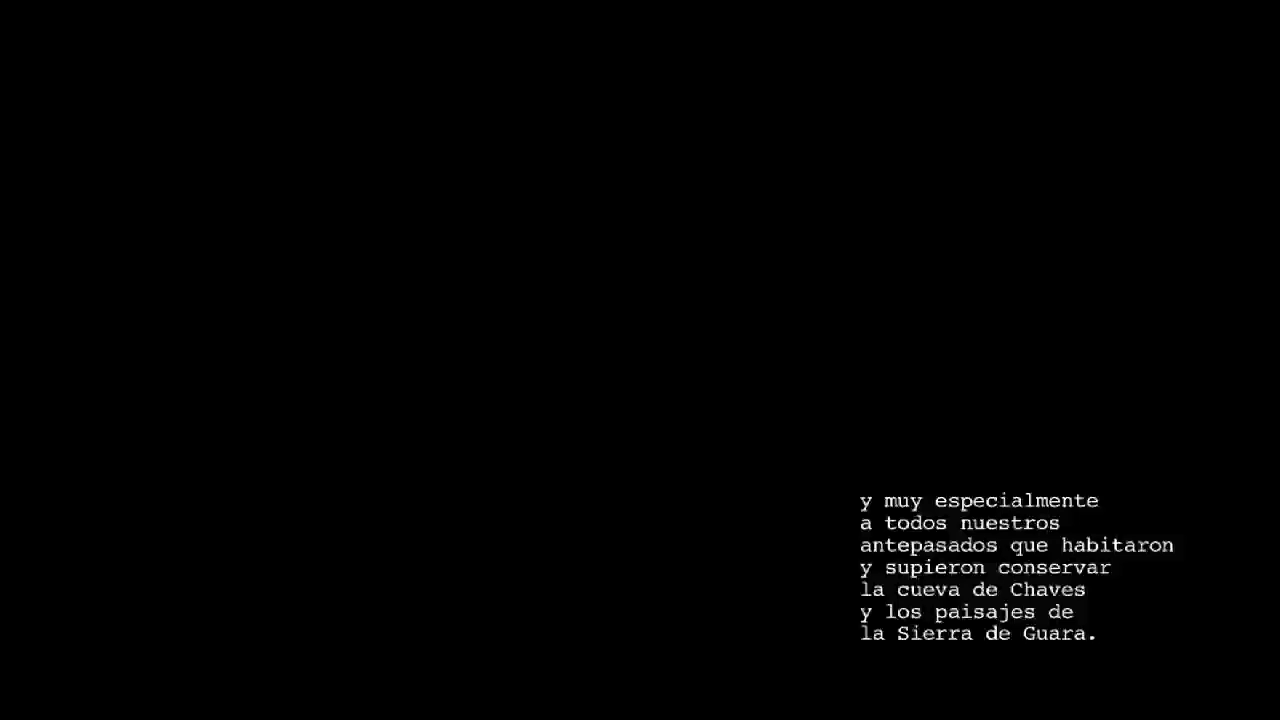 y muy especialmente
a todos nuestros
antepasados que habitaron
y supieron conservar
la cueva de Chaves
y los paisajes de
la Sierra de Guara.